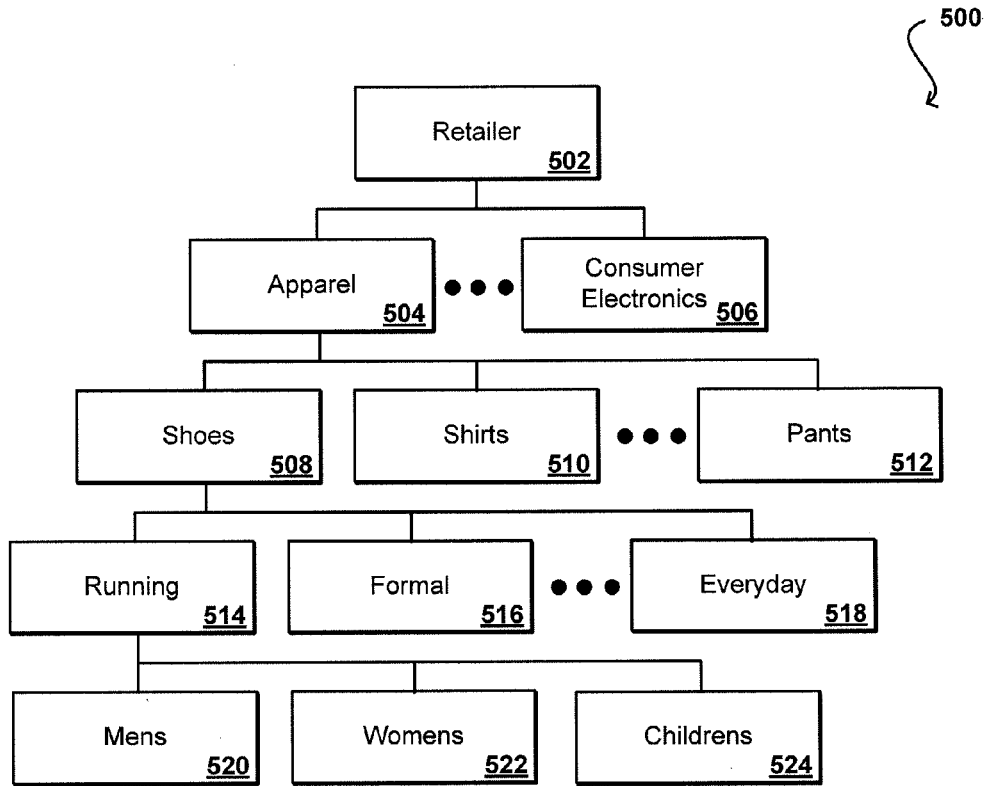 500
Retailer
502
Apparel
504
Consumer
Electronics
506
Shoes
508
Shirts
510
Pants
512
Running
514
Formal
516
Everyday
518
Mens
520
Womens
522
Childrens
524